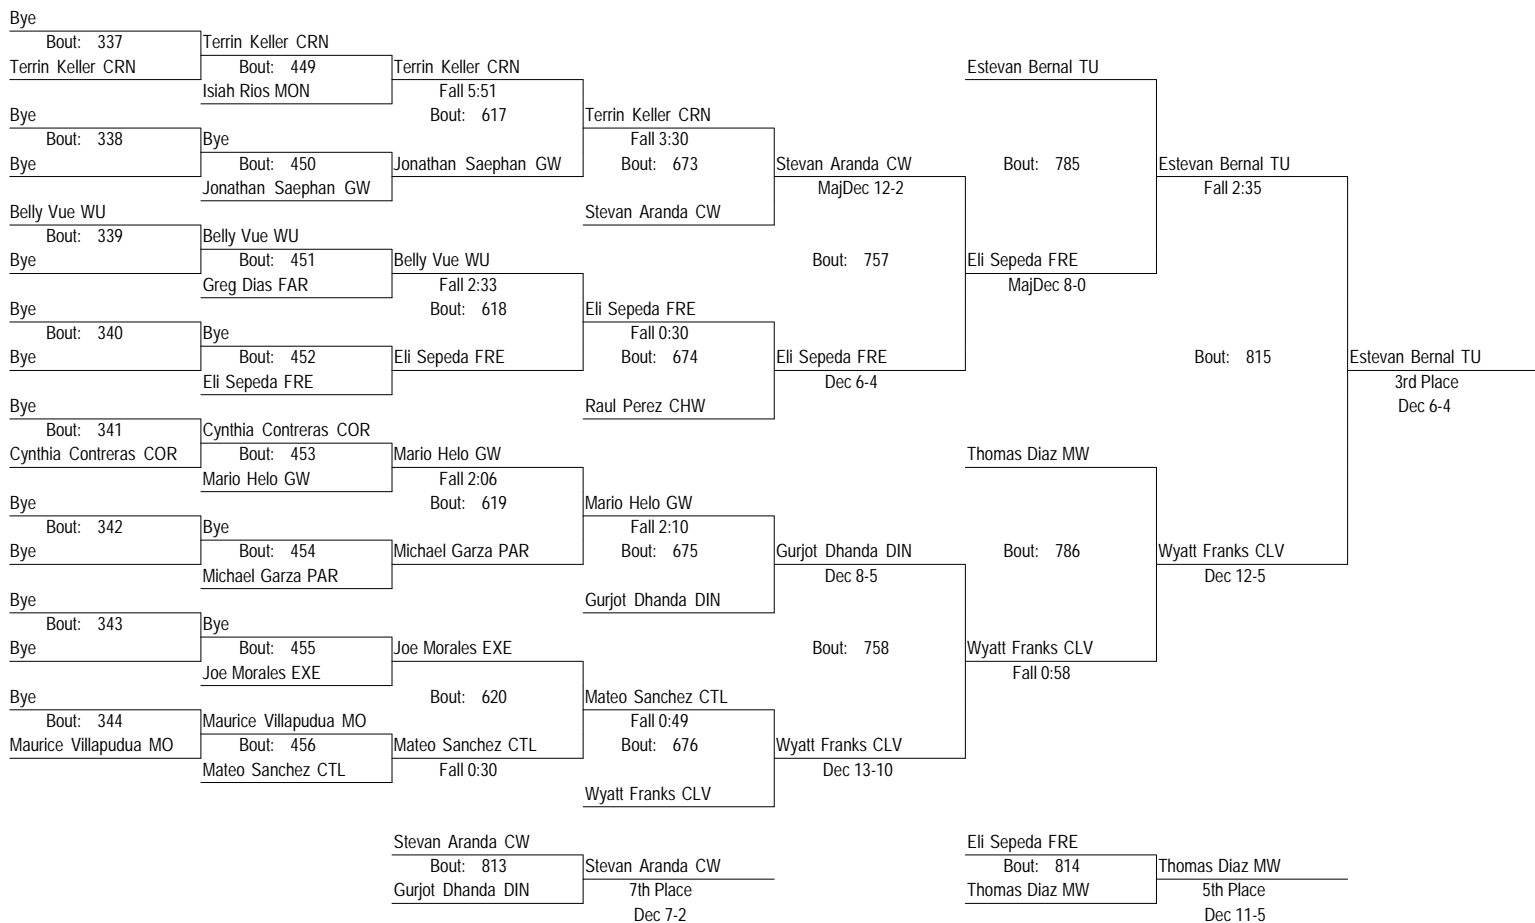 Bye
Bout: 337
Terrin Keller CRN
Bye
Bout: 338
Bye
Belly Vue WU
Bout: 339
Bye
Bye
Bout: 340
Bye
Bye
Bout: 341
Cynthia Contreras COR
Bye
Bout: 342
Bye
Bye
Bout: 343
Bye
Bye
Bout: 344
Maurice Villapudua MO
Terrin Keller CRN
Bout: 449
Isiah Rios MON
Bye
Bout: 450
Jonathan Saephan GW
Belly Vue WU
Bout: 451
Greg Dias FAR
Bye
Bout: 452
Eli Sepeda FRE
Cynthia Contreras COR
Bout: 453
Mario Helo GW
Bye
Bout: 454
Michael Garza PAR
Bye
Bout: 455
Joe Morales EXE
Maurice Villapudua MO
Bout: 456
Mateo Sanchez CTL
Terrin Keller CRN
Fall 5:51
Bout: 617
Jonathan Saephan GW
Belly Vue WU
Fall 2:33
Bout: 618
Eli Sepeda FRE
Mario Helo GW
Fall 2:06
Bout: 619
Michael Garza PAR
Joe Morales EXE
Bout: 620
Mateo Sanchez CTL
Fall 0:30
Terrin Keller CRN
Fall 3:30
Bout: 673
Stevan Aranda CW
Eli Sepeda FRE
Fall 0:30
Bout: 674
Raul Perez CHW
Mario Helo GW
Fall 2:10
Bout: 675
Gurjot Dhanda DIN
Mateo Sanchez CTL
Fall 0:49
Bout: 676
Wyatt Franks CLV
Stevan Aranda CW
MajDec 12-2
Bout: 757
Eli Sepeda FRE
Dec 6-4
Gurjot Dhanda DIN
Dec 8-5
Bout: 758
Wyatt Franks CLV
Dec 13-10
Estevan Bernal TU
Bout: 785
Eli Sepeda FRE
MajDec 8-0
Thomas Diaz MW
Bout: 786
Wyatt Franks CLV
Fall 0:58
Estevan Bernal TU
Fall 2:35
Bout: 815
Wyatt Franks CLV
Dec 12-5
Estevan Bernal TU
3rd Place
Dec 6-4
Stevan Aranda CW
Bout: 813
Gurjot Dhanda DIN
Stevan Aranda CW
7th Place
Dec 7-2
Eli Sepeda FRE
Bout: 814
Thomas Diaz MW
Thomas Diaz MW
5th Place
Dec 11-5